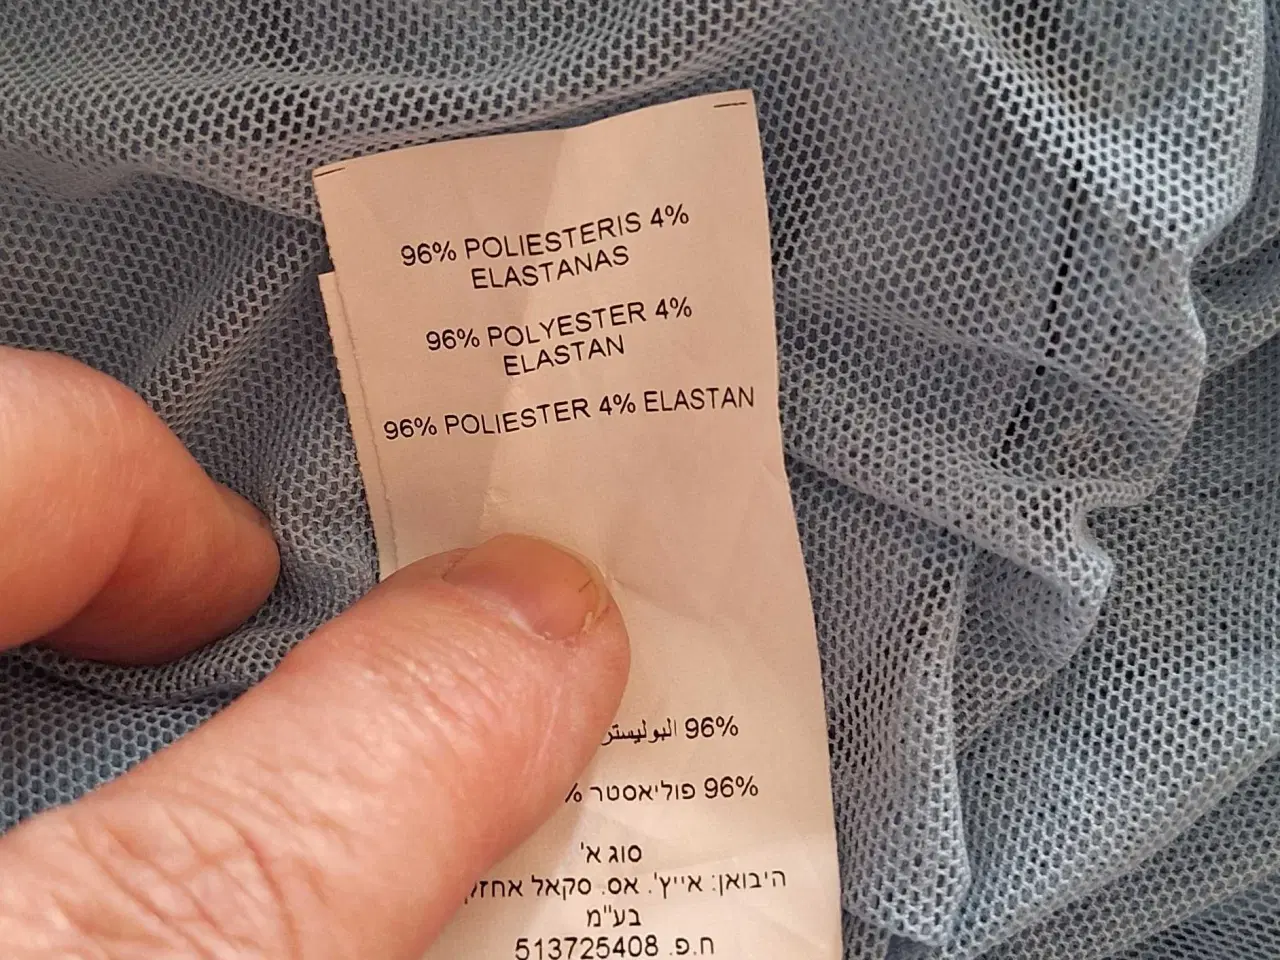 96% POLIESTERIS 4%
ELASTANAS
96% POLYESTER 4%
ELASTAN
96% POLIESTER 4% ELASTAN
96% البوليستر
96% פוליאסטר %
סוג א'
היבואן: אייץ'. אס. סקאל
בע"מ
ח.פ. 513725408